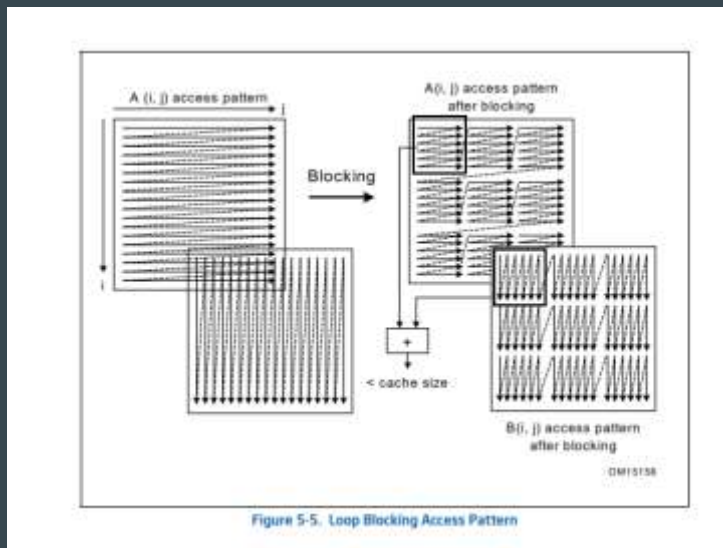 A (i, j) access pattern
j
i
Blocking
A(i, j) access pattern
after blocking
+
< cache size
B(i, j) access pattern
after blocking
OM15158
Figure 5-5. Loop Blocking Access Pattern